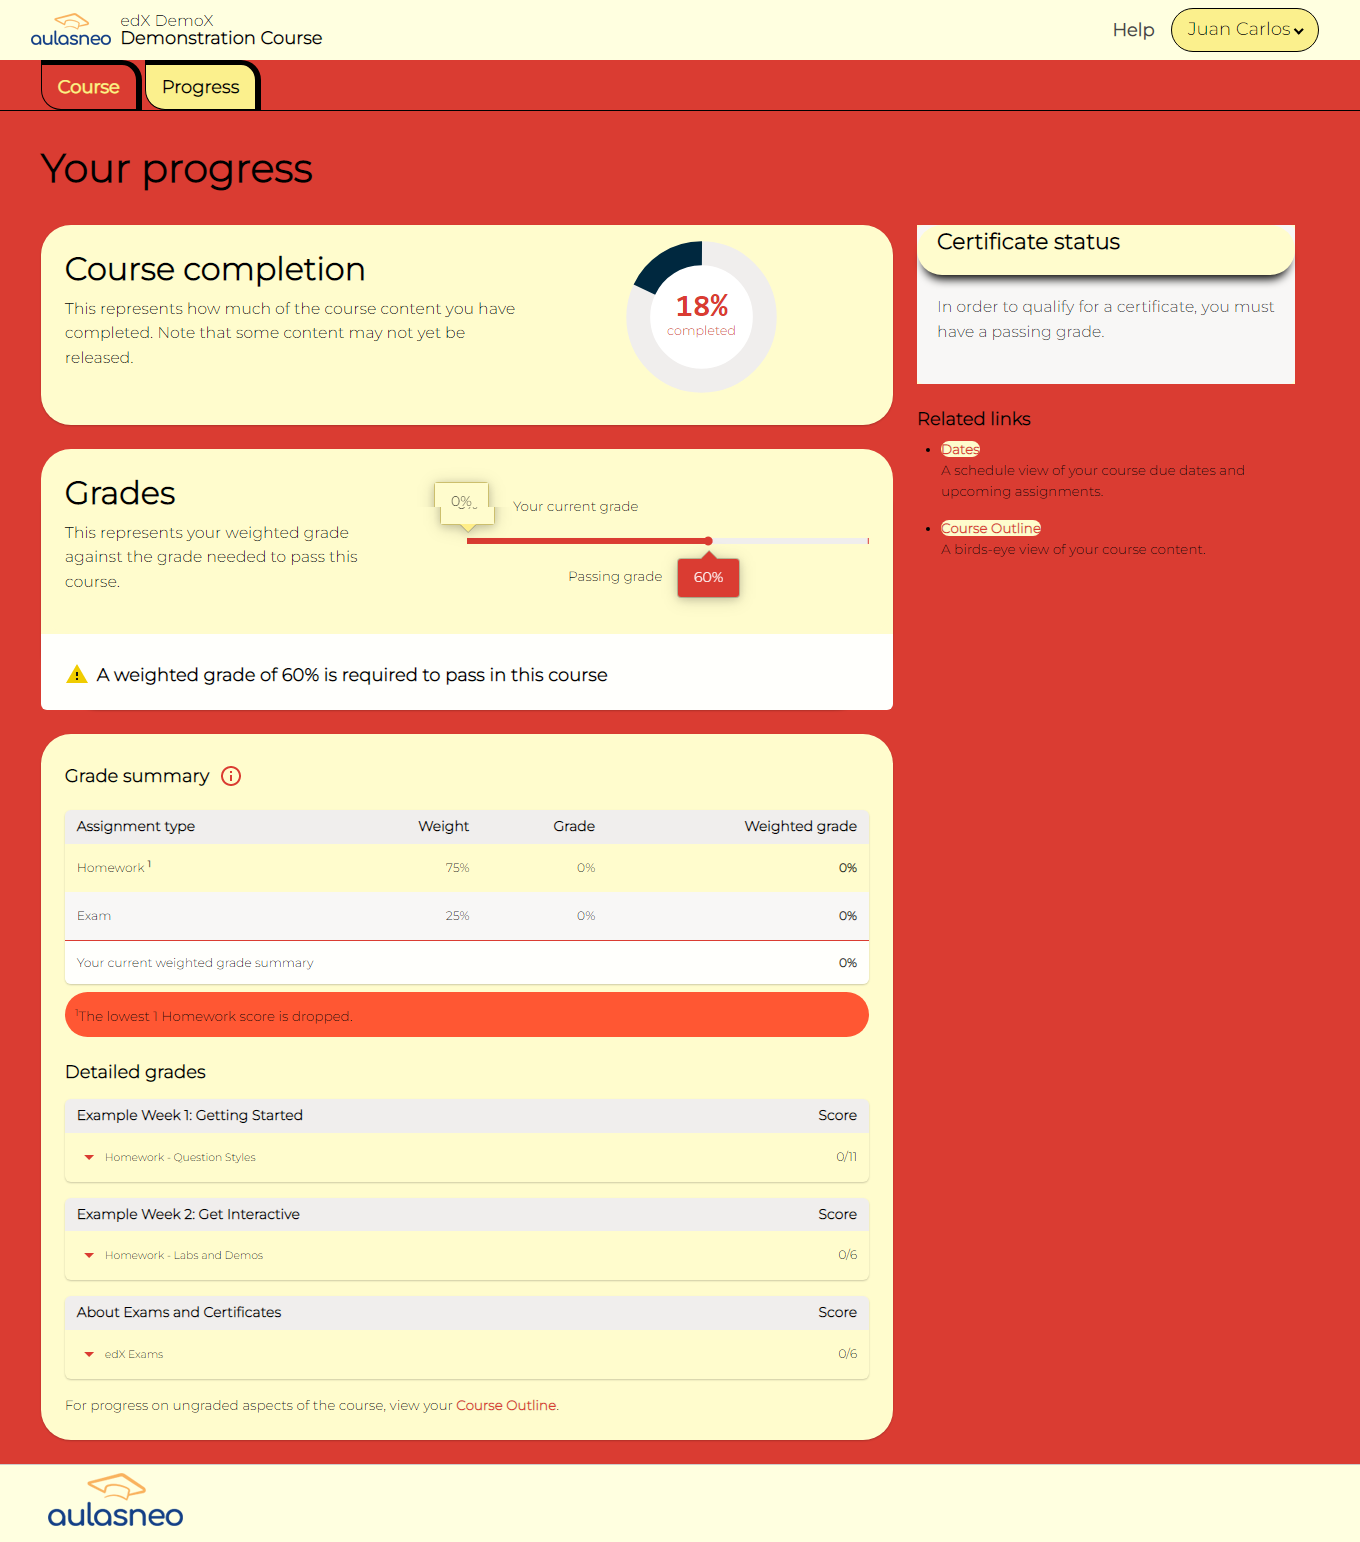 aulasneo
edX DemoX
Demonstration Course
Help
Juan Carlos
Course
Progress
Your progress
Course completion
This represents how much of the course content you have
completed. Note that some content may not yet be
released.
18%
completed
Certificate status
In order to qualify for a certificate, you must
have a passing grade.
Related links
Dates
A schedule view of your course due dates and
upcoming assignments.
Course Outline
A birds-eye view of your course content.
Grades
This represents your weighted grade
against the grade needed to pass this
course.
0%
Your current grade
Passing grade
60%
A weighted grade of 60% is required to pass in this course
Grade summary
Assignment type Weight Grade Weighted grade
Homework 1 75% 0% 0%
Exam 25% 0% 0%
Your current weighted grade summary 0%
1The lowest 1 Homework score is dropped.
Detailed grades
Example Week 1: Getting Started Score
Homework - Question Styles 0/11
Example Week 2: Get Interactive Score
Homework - Labs and Demos 0/6
About Exams and Certificates Score
edX Exams 0/6
For progress on ungraded aspects of the course, view your Course Outline.
aulasneo